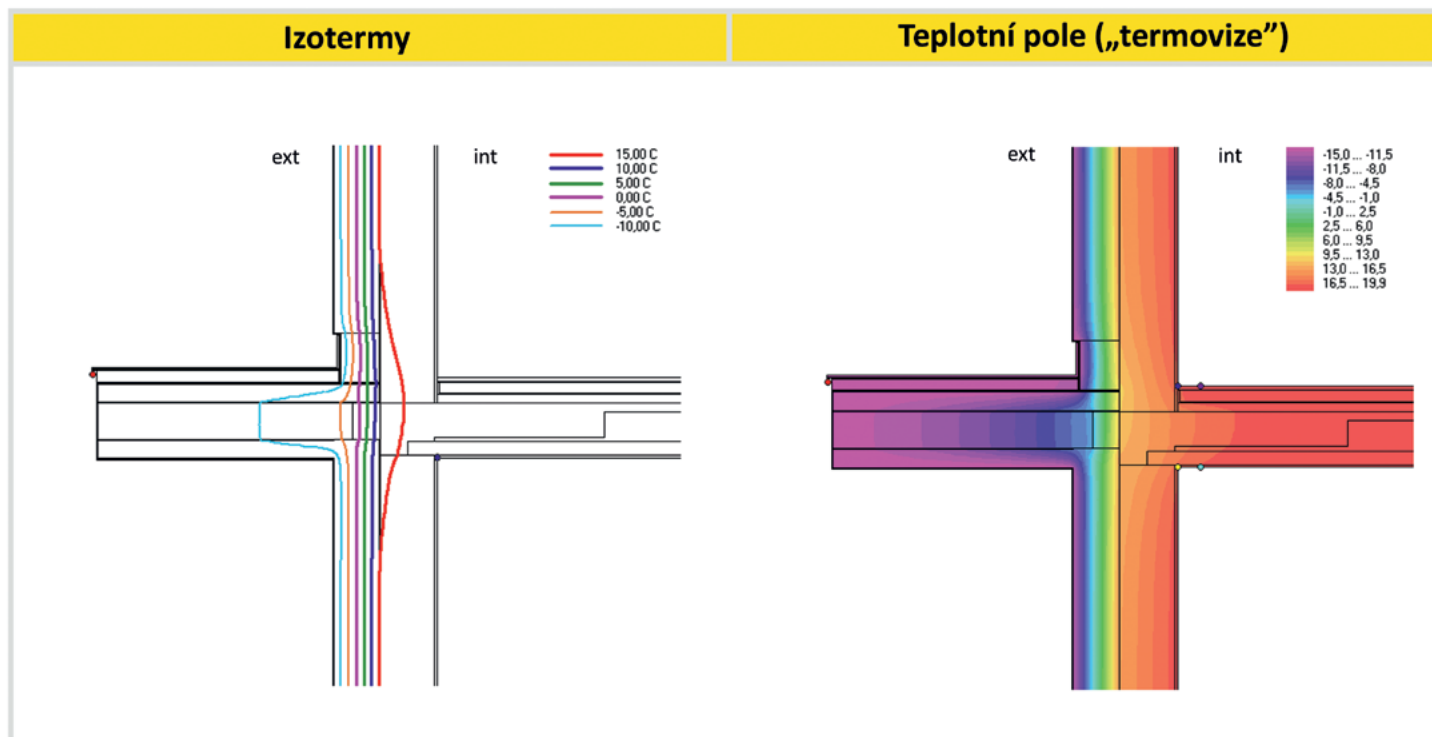 Izotermy
Teplotní pole („termovize”)
ext
int
15,00 C
10,00 C
5,00 C
0,00 C
-5,00 C
-10,00 C
ext
int
-15,0 ... -11,5
-11,5 ... -8,0
-8,0 ... -4,5
-4,5 ... -1,0
-1,0 ... 2,5
2,5 ... 6,0
6,0 ... 9,5
9,5 ... 13,0
13,0 ... 16,5
16,5 ... 19,9